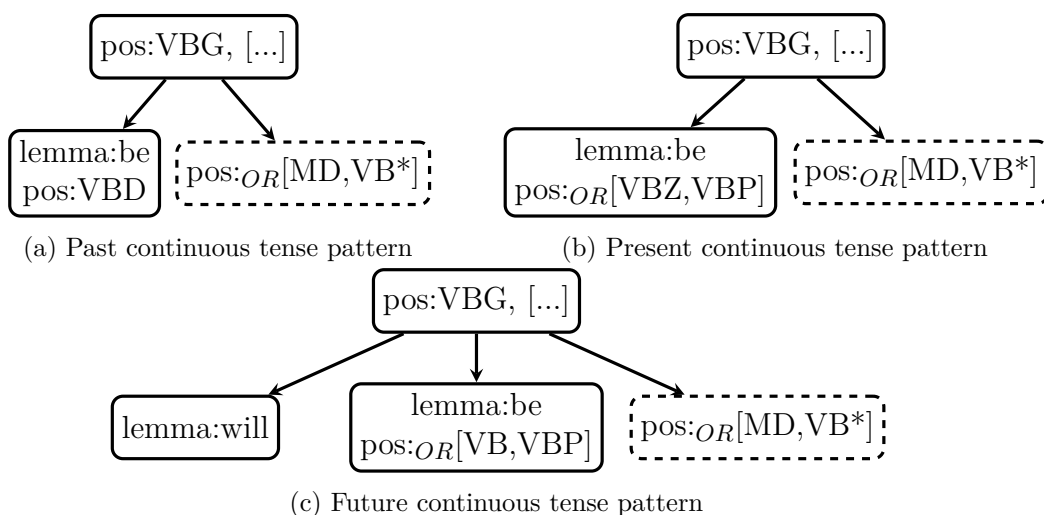 pos:VBG, [...]
lemma:be
pos:VBD
pos:OR[MD,VB*]
(a) Past continuous tense pattern
pos:VBG, [...]
lemma:be
pos:OR[VBZ,VBP]
pos:OR[MD,VB*]
(b) Present continuous tense pattern
pos:VBG, [...]
lemma:will
lemma:be
pos:OR[VB,VBP]
pos:OR[MD,VB*]
(c) Future continuous tense pattern